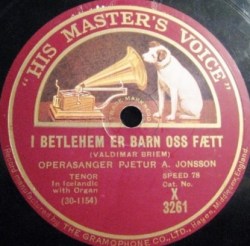 "HIS MASTER'S VOICE"
I BETLEHEM ER BARN OSS FÆTT
(VALDIMAR BRIEM)
OPERASANGER PJETUR A. JONSSON
TENOR
In Icelandic
with Organ
(30-1154)
SPEED 78
Cat. No.
X
3261
THE GRAMOPHONE CO., LTD.